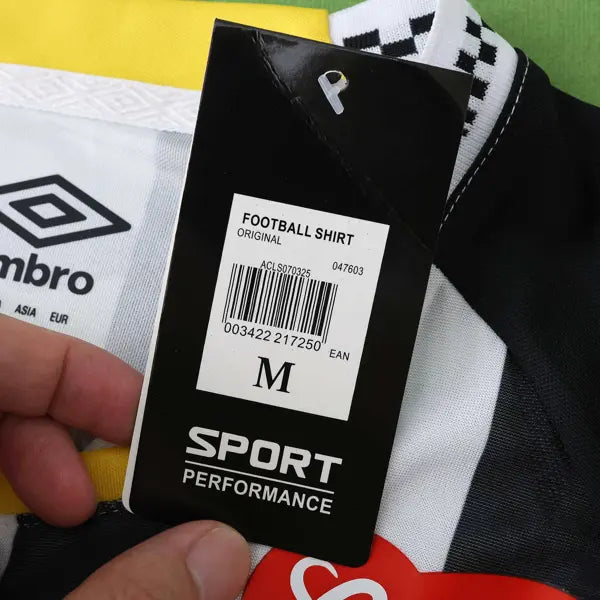 FOOTBALL SHIRT
ORIGINAL
ACLS070325 047603
003422 217250 EAN
M
SPORT
PERFORMANCE
mbro
ASIA EUR